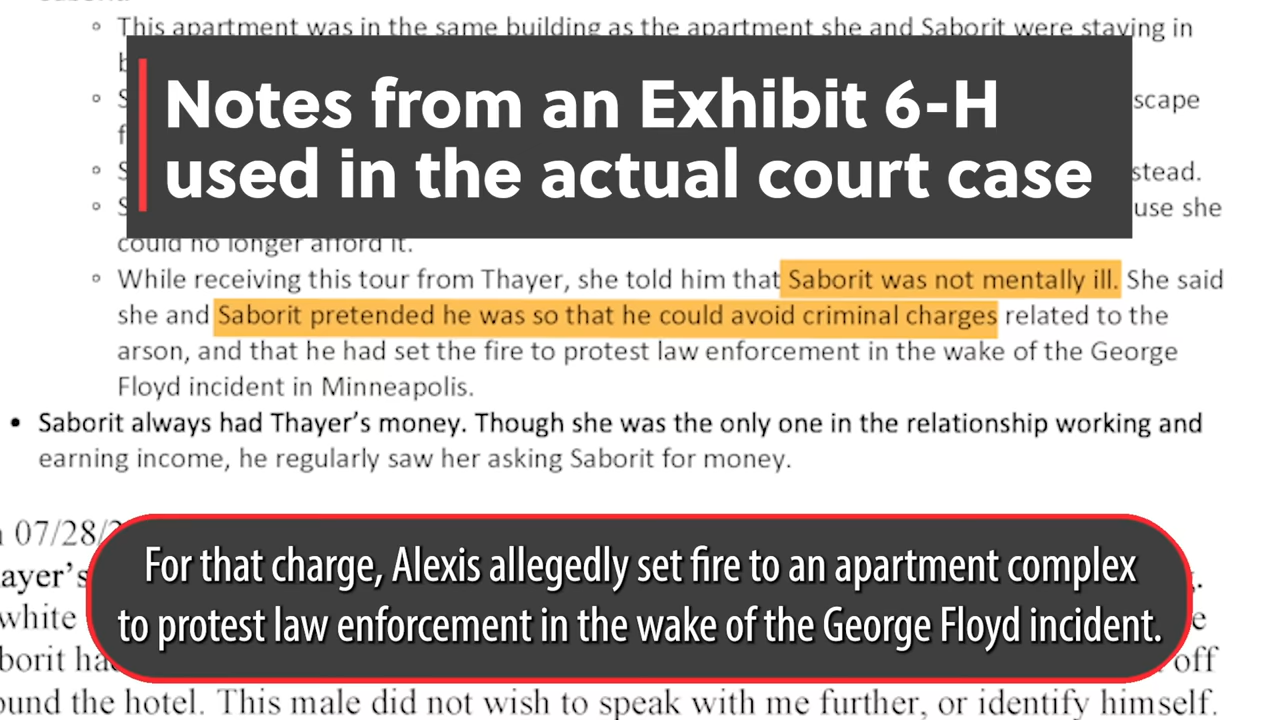 This apartment was in the same building as the apartment she and Saborit were staying in
Notes from an Exhibit 6-H
used in the actual court case
scape
stead.
use she
could no longer afford it.
While receiving this tour from Thayer, she told him that Saborit was not mentally ill. She said
she and Saborit pretended he was so that he could avoid criminal charges related to the
arson, and that he had set the fire to protest law enforcement in the wake of the George
Floyd incident in Minneapolis.
• Saborit always had Thayer’s money. Though she was the only one in the relationship working and
earning income, he regularly saw her asking Saborit for money.
07/28/
ayer’s
For that charge, Alexis allegedly set fire to an apartment complex
white
to protest law enforcement in the wake of the George Floyd incident.
borit ha
off
ound the hotel. This male did not wish to speak with me further, or identify himself.